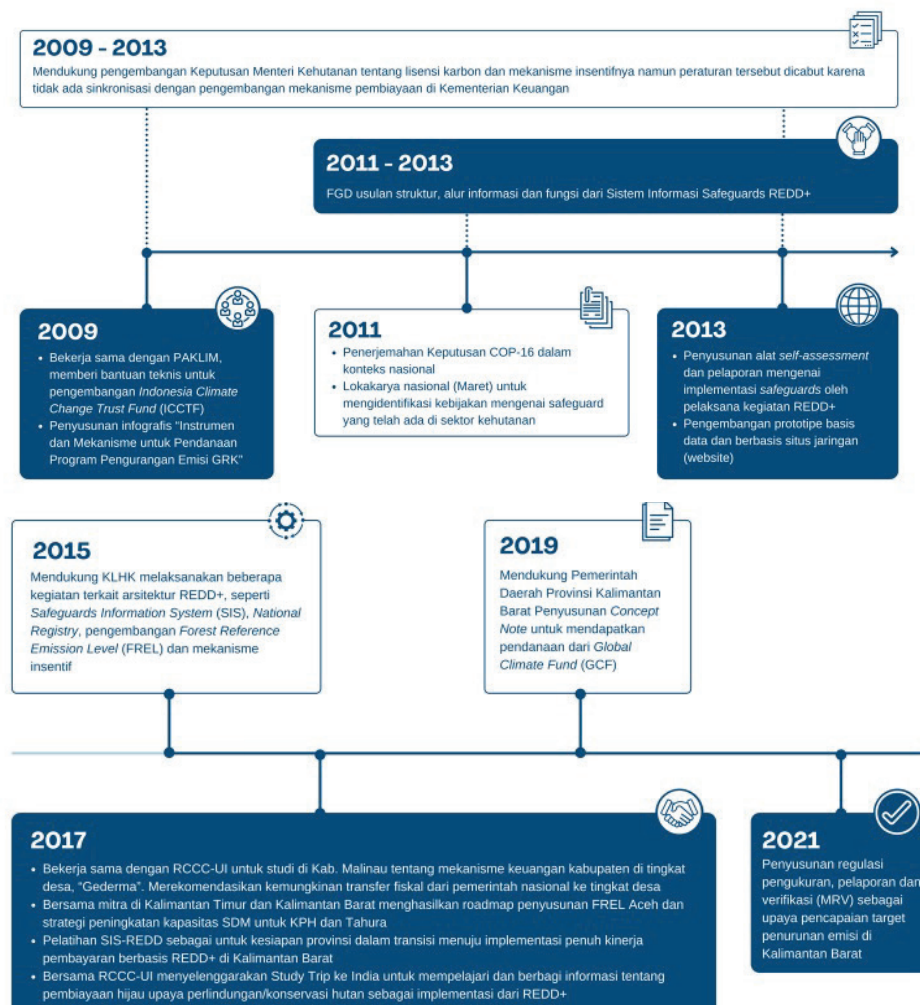 2009 - 2013
Mendukung pengembangan Keputusan Menteri Kehutanan tentang lisensi karbon dan mekanisme insentifnya namun peraturan tersebut dicabut karena
tidak ada sinkronisasi dengan pengembangan mekanisme pembiayaan di Kementerian Keuangan
2011 - 2013
FGD usulan struktur, alur informasi dan fungsi dari Sistem Informasi Safeguards REDD+
2009
• Bekerja sama dengan PAKLIM,
memberi bantuan teknis untuk
pengembangan Indonesia Climate
Change Trust Fund (ICCTF)
• Penyusunan infografis "Instrumen
dan Mekanisme untuk Pendanaan
Program Pengurangan Emisi GRK"
2011
• Penerjemahan Keputusan COP-16 dalam
konteks nasional
• Lokakarya nasional (Maret) untuk
mengidentifikasi kebijakan mengenai safeguard
yang telah ada di sektor kehutanan
2013
• Penyusunan alat self-assessment
dan pelaporan mengenai
implementasi safeguards oleh
pelaksana kegiatan REDD+
• Pengembangan prototipe basis
data dan berbasis situs jaringan
(website)
2015
Mendukung KLHK melaksanakan beberapa
kegiatan terkait arsitektur REDD+, seperti
Safeguards Information System (SIS), National
Registry, pengembangan Forest Reference
Emission Level (FREL) dan mekanisme
insentif
2019
Mendukung Pemerintah
Daerah Provinsi Kalimantan
Barat Penyusunan Concept
Note untuk mendapatkan
pendanaan dari Global
Climate Fund (GCF)
2017
• Bekerja sama dengan RCCC-UI untuk studi di Kab. Malinau tentang mekanisme keuangan kabupaten di tingkat
desa, "Gederma". Merekomendasikan kemungkinan transfer fiskal dari pemerintah nasional ke tingkat desa
• Bersama mitra di Kalimantan Timur dan Kalimantan Barat menghasilkan roadmap penyusunan FREL Aceh dan
strategi peningkatan kapasitas SDM untuk KPH dan Tahura
• Pelatihan SIS-REDD sebagai untuk kesiapan provinsi dalam transisi menuju implementasi penuh kinerja
pembayaran berbasis REDD+ di Kalimantan Barat
• Bersama RCCC-UI menyelenggarakan Study Trip ke India untuk mempelajari dan berbagi informasi tentang
pembiayaan hijau upaya perlindungan/konservasi hutan sebagai implementasi dari REDD+
2021
Penyusunan regulasi
pengukuran, pelaporan dan
verifikasi (MRV) sebagai
upaya pencapaian target
penurunan emisi di
Kalimantan Barat